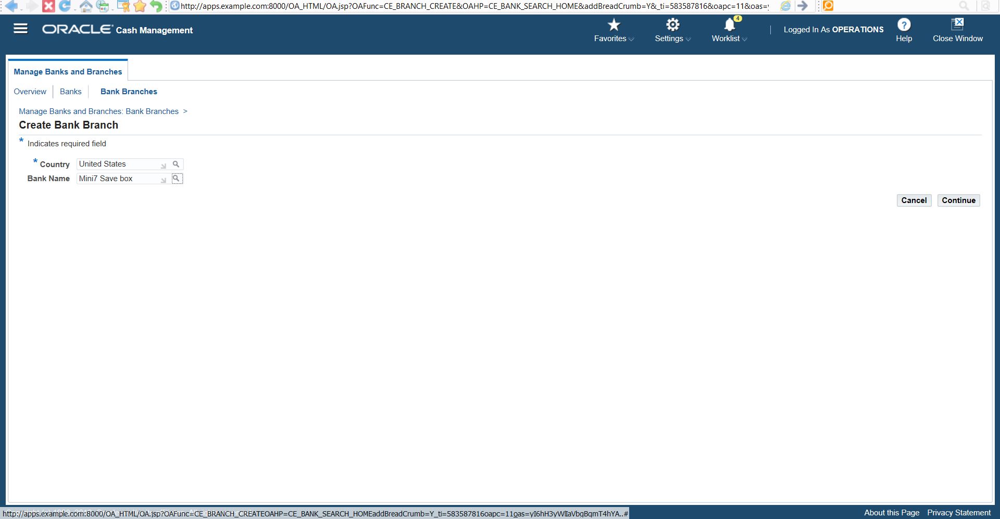 http://apps.example.com:8000/OA_HTML/OA.jsp?OAFunc=CE_BRANCH_CREATE&OAHP=CE_BANK_SEARCH_HOME&addBreadCrumb=Y&_ti=583587816&oapc=11&oas=
ORACLE Cash Management
4
Favorites
Settings
Worklist
Logged In As OPERATIONS
Help
Close Window
Manage Banks and Branches
Overview
Banks
Bank Branches
Manage Banks and Branches: Bank Branches >
Create Bank Branch
* Indicates required field
* Country United States
Bank Name Mini7 Save box
Cancel Continue
http://apps.example.com:8000/OA_HTML/OA.jsp?OAFunc=CE_BRANCH_CREATEOAHP=CE_BANK_SEARCH_HOMEaddBreadCrumb=Y_ti=583587816oapc=11oas=
About this Page Privacy Statement